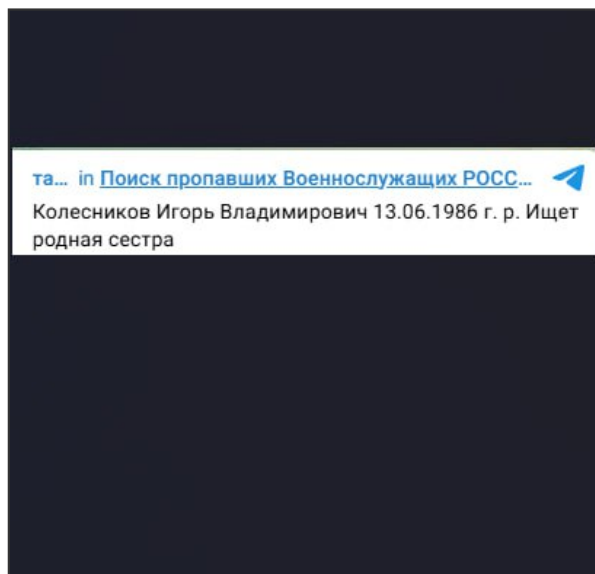 та... in Поиск пропавших Военнослужащих РОСС...
Колесников Игорь Владимирович 13.06.1986 г. р. Ищет
родная сестра